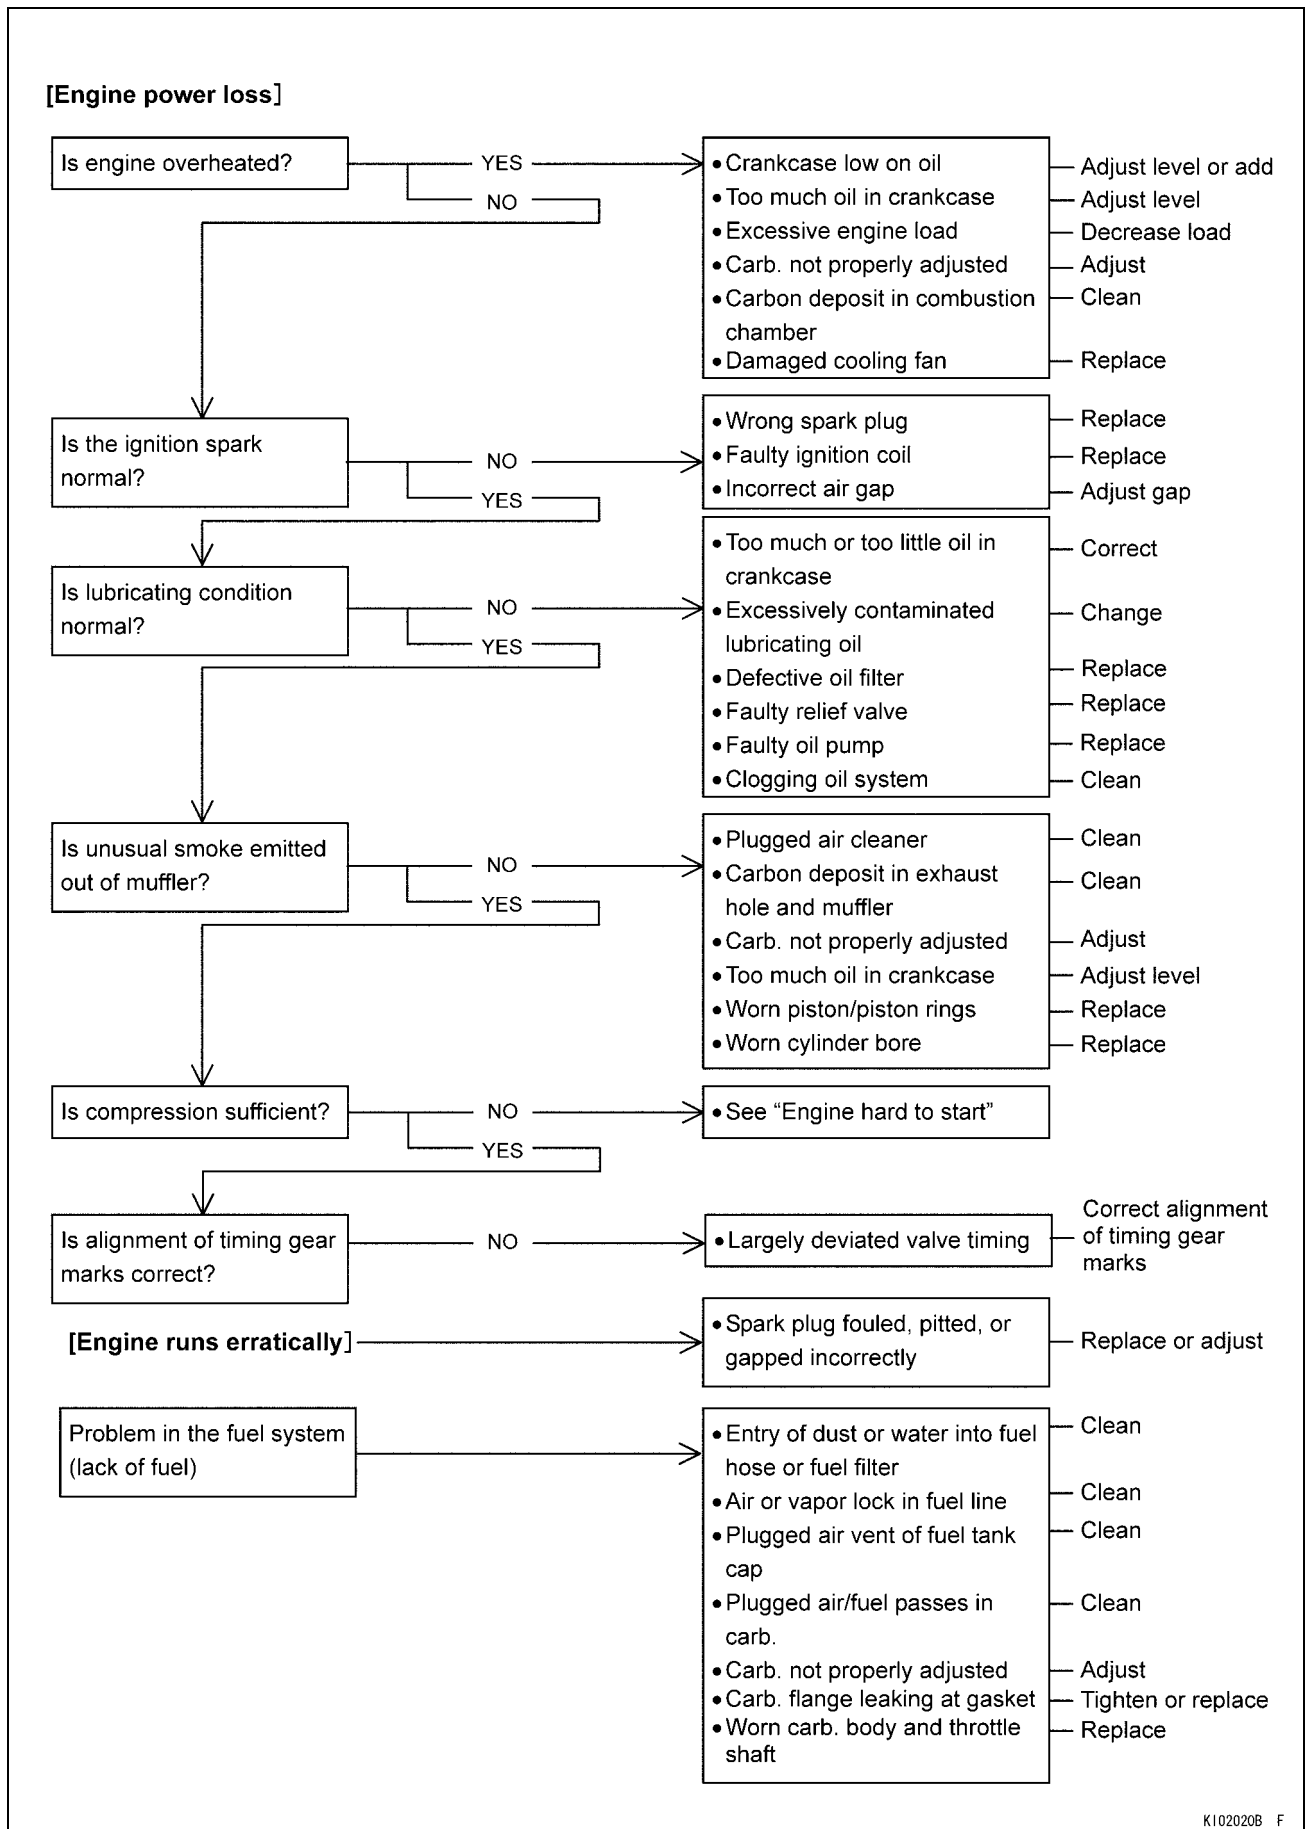 [Engine power loss]
Is engine overheated?
YES
NO
•Crankcase low on oil
Adjust level or add
•Too much oil in crankcase
Adjust level
•Excessive engine load
Decrease load
•Carb. not properly adjusted
Adjust
•Carbon deposit in combustion
chamber
Clean
•Damaged cooling fan
Replace
Is the ignition spark
normal?
NO
YES
•Wrong spark plug
Replace
•Faulty ignition coil
Replace
•Incorrect air gap
Adjust gap
Is lubricating condition
normal?
NO
YES
•Too much or too little oil in
crankcase
Correct
•Excessively contaminated
lubricating oil
Change
•Defective oil filter
Replace
•Faulty relief valve
Replace
•Faulty oil pump
Replace
•Clogging oil system
Clean
Is unusual smoke emitted
out of muffler?
NO
YES
•Plugged air cleaner
Clean
•Carbon deposit in exhaust
hole and muffler
Clean
•Carb. not properly adjusted
Adjust
•Too much oil in crankcase
Adjust level
•Worn piston/piston rings
Replace
•Worn cylinder bore
Replace
Is compression sufficient?
NO
YES
•See “Engine hard to start”
Is alignment of timing gear
marks correct?
NO
•Largely deviated valve timing
Correct alignment
of timing gear
marks
[Engine runs erratically]
•Spark plug fouled, pitted, or
gapped incorrectly
Replace or adjust
Problem in the fuel system
(lack of fuel)
•Entry of dust or water into fuel
hose or fuel filter
Clean
•Air or vapor lock in fuel line
Clean
•Plugged air vent of fuel tank
cap
Clean
•Plugged air/fuel passes in
carb.
Clean
•Carb. not properly adjusted
Adjust
•Carb. flange leaking at gasket
Tighten or replace
•Worn carb. body and throttle
shaft
Replace
KI02020B F